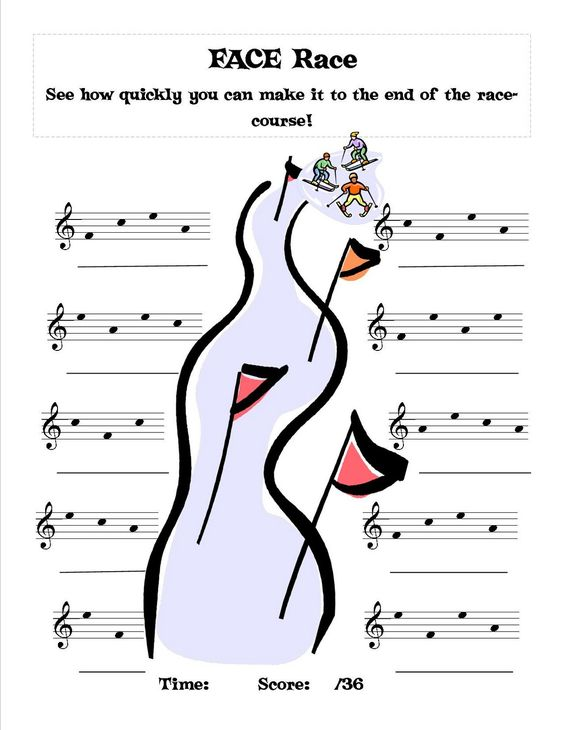 FACE Race
See how quickly you can make it to the end of the race-
course!
Time: Score: /36